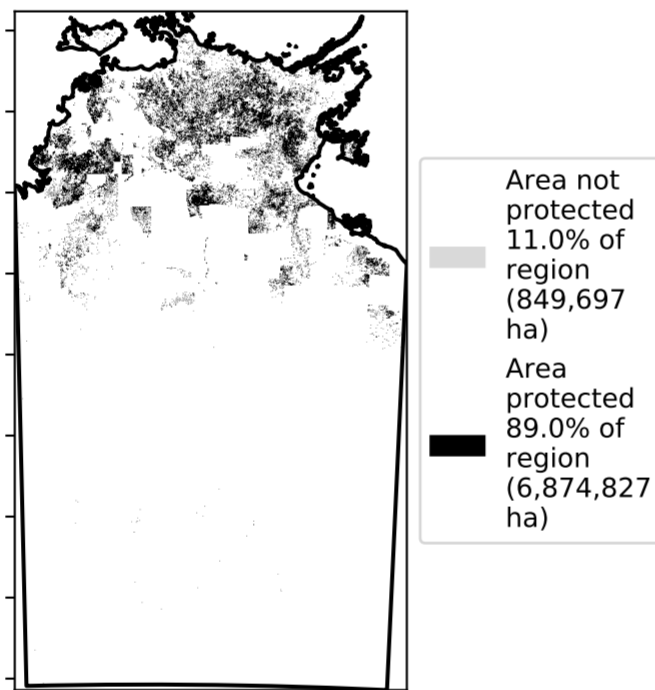 Area not
protected
11.0% of
region
(849,697
ha)
Area
protected
89.0% of
region
(6,874,827
ha)